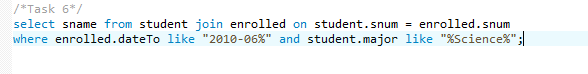 /*Task 6*/
select sname from student join enrolled on student.snum = enrolled.snum
where enrolled.dateTo like "2010-06%" and student.major like "%Science%";